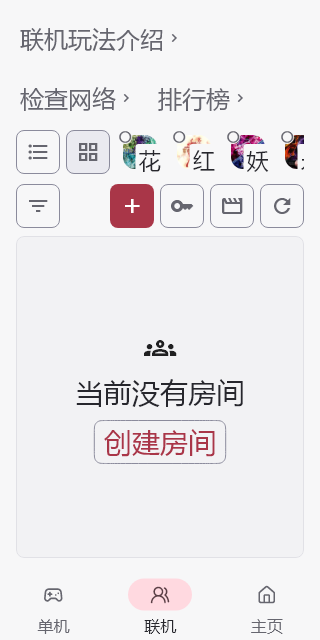 联机玩法介绍
检查网络 排行榜
花 红 妖
当前没有房间
创建房间
单机 联机 主页